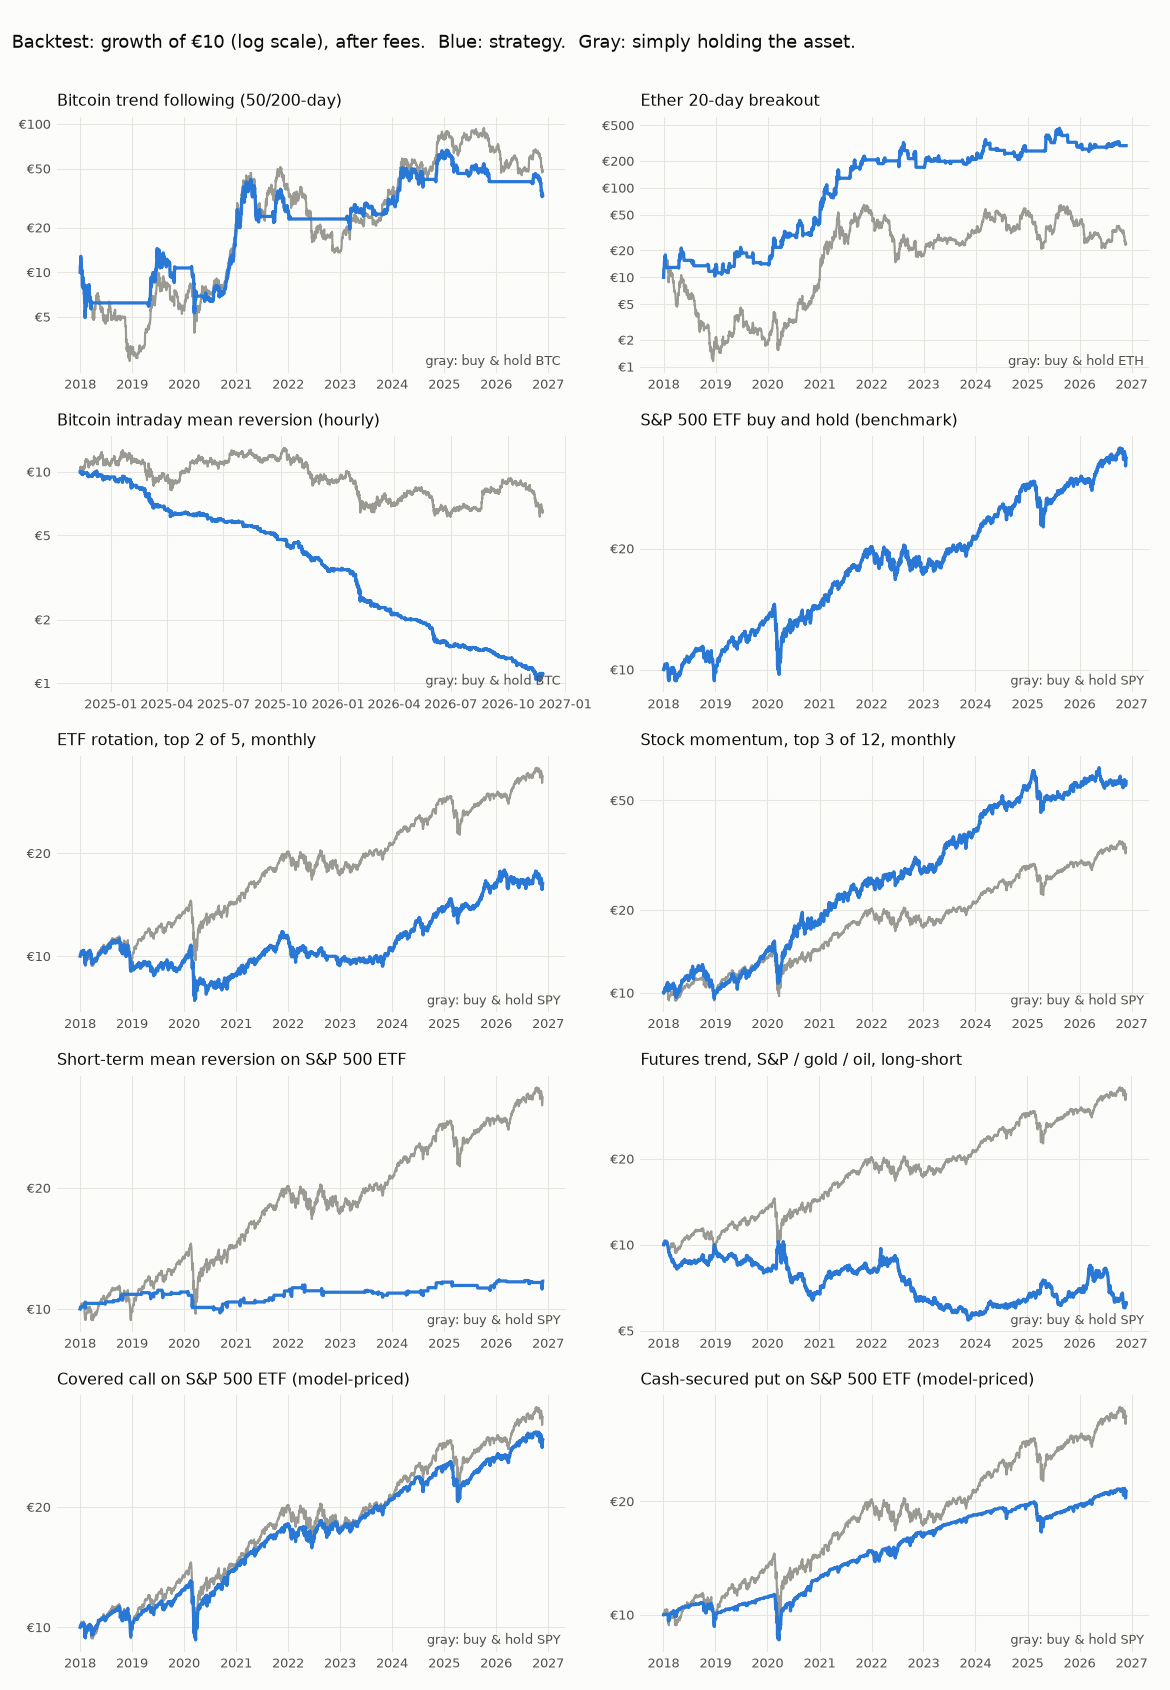 Backtest: growth of €10 (log scale), after fees.  Blue: strategy.  Gray: simply holding the asset.
Bitcoin trend following (50/200-day)
€100
€50
€20
€10
€5
gray: buy & hold BTC
2018 2019 2020 2021 2022 2023 2024 2025 2026 2027
Ether 20-day breakout
€500
€200
€100
€50
€20
€10
€5
€2
€1
gray: buy & hold ETH
2018 2019 2020 2021 2022 2023 2024 2025 2026 2027
Bitcoin intraday mean reversion (hourly)
€10
€5
€2
€1
gray: buy & hold BTC
2025-01 2025-04 2025-07 2025-10 2026-01 2026-04 2026-07 2026-10 2027-01
S&P 500 ETF buy and hold (benchmark)
€20
€10
gray: buy & hold SPY
2018 2019 2020 2021 2022 2023 2024 2025 2026 2027
ETF rotation, top 2 of 5, monthly
€20
€10
gray: buy & hold SPY
2018 2019 2020 2021 2022 2023 2024 2025 2026 2027
Stock momentum, top 3 of 12, monthly
€50
€20
€10
gray: buy & hold SPY
2018 2019 2020 2021 2022 2023 2024 2025 2026 2027
Short-term mean reversion on S&P 500 ETF
€20
€10
gray: buy & hold SPY
2018 2019 2020 2021 2022 2023 2024 2025 2026 2027
Futures trend, S&P / gold / oil, long-short
€20
€10
€5
gray: buy & hold SPY
2018 2019 2020 2021 2022 2023 2024 2025 2026 2027
Covered call on S&P 500 ETF (model-priced)
€20
€10
gray: buy & hold SPY
2018 2019 2020 2021 2022 2023 2024 2025 2026 2027
Cash-secured put on S&P 500 ETF (model-priced)
€20
€10
gray: buy & hold SPY
2018 2019 2020 2021 2022 2023 2024 2025 2026 2027